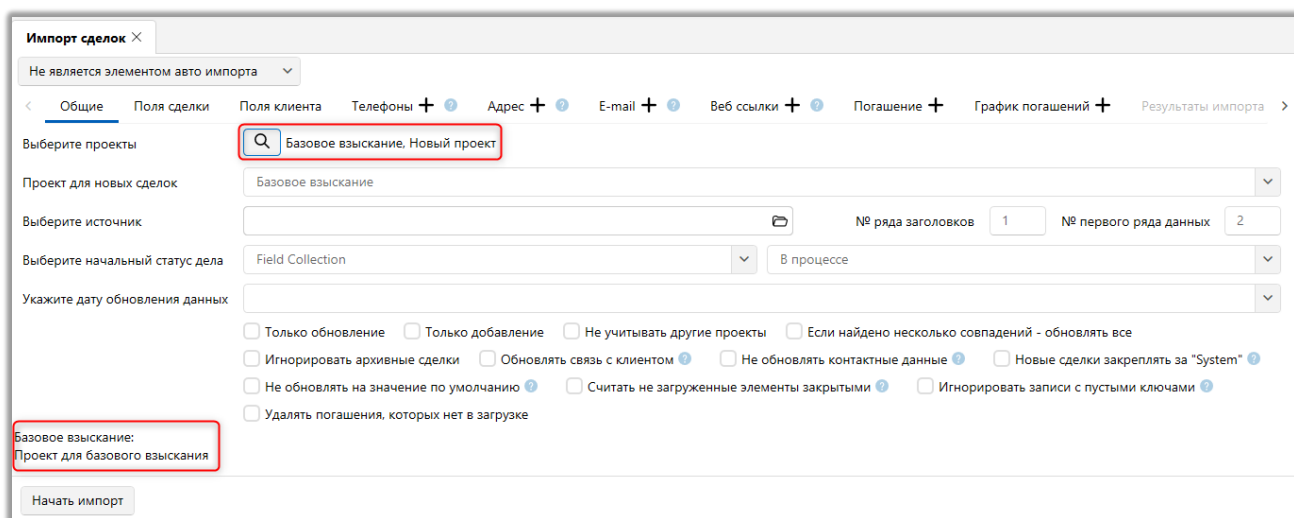 Импорт сделок
Не является элементом авто импорта
Общие Поля сделки Поля клиента Телефоны + ? Адрес + ? E-mail + ? Веб ссылки + ? Погашение + График погашений + Результаты импорта
Выберите проекты Базовое взыскание, Новый проект
Проект для новых сделок Базовое взыскание
Выберите источник № ряда заголовков 1 № первого ряда данных 2
Выберите начальный статус дела Field Collection В процессе
Укажите дату обновления данных
Только обновление Только добавление Не учитывать другие проекты Если найдено несколько совпадений - обновлять все
Игнорировать архивные сделки Обновлять связь с клиентом ? Не обновлять контактные данные ? Новые сделки закреплять за "System" ?
Не обновлять на значение по умолчанию ? Считать не загруженные элементы закрытыми ? Игнорировать записи с пустыми ключами ?
Удалять погашения, которых нет в загрузке
Базовое взыскание:
Проект для базового взыскания
Начать импорт